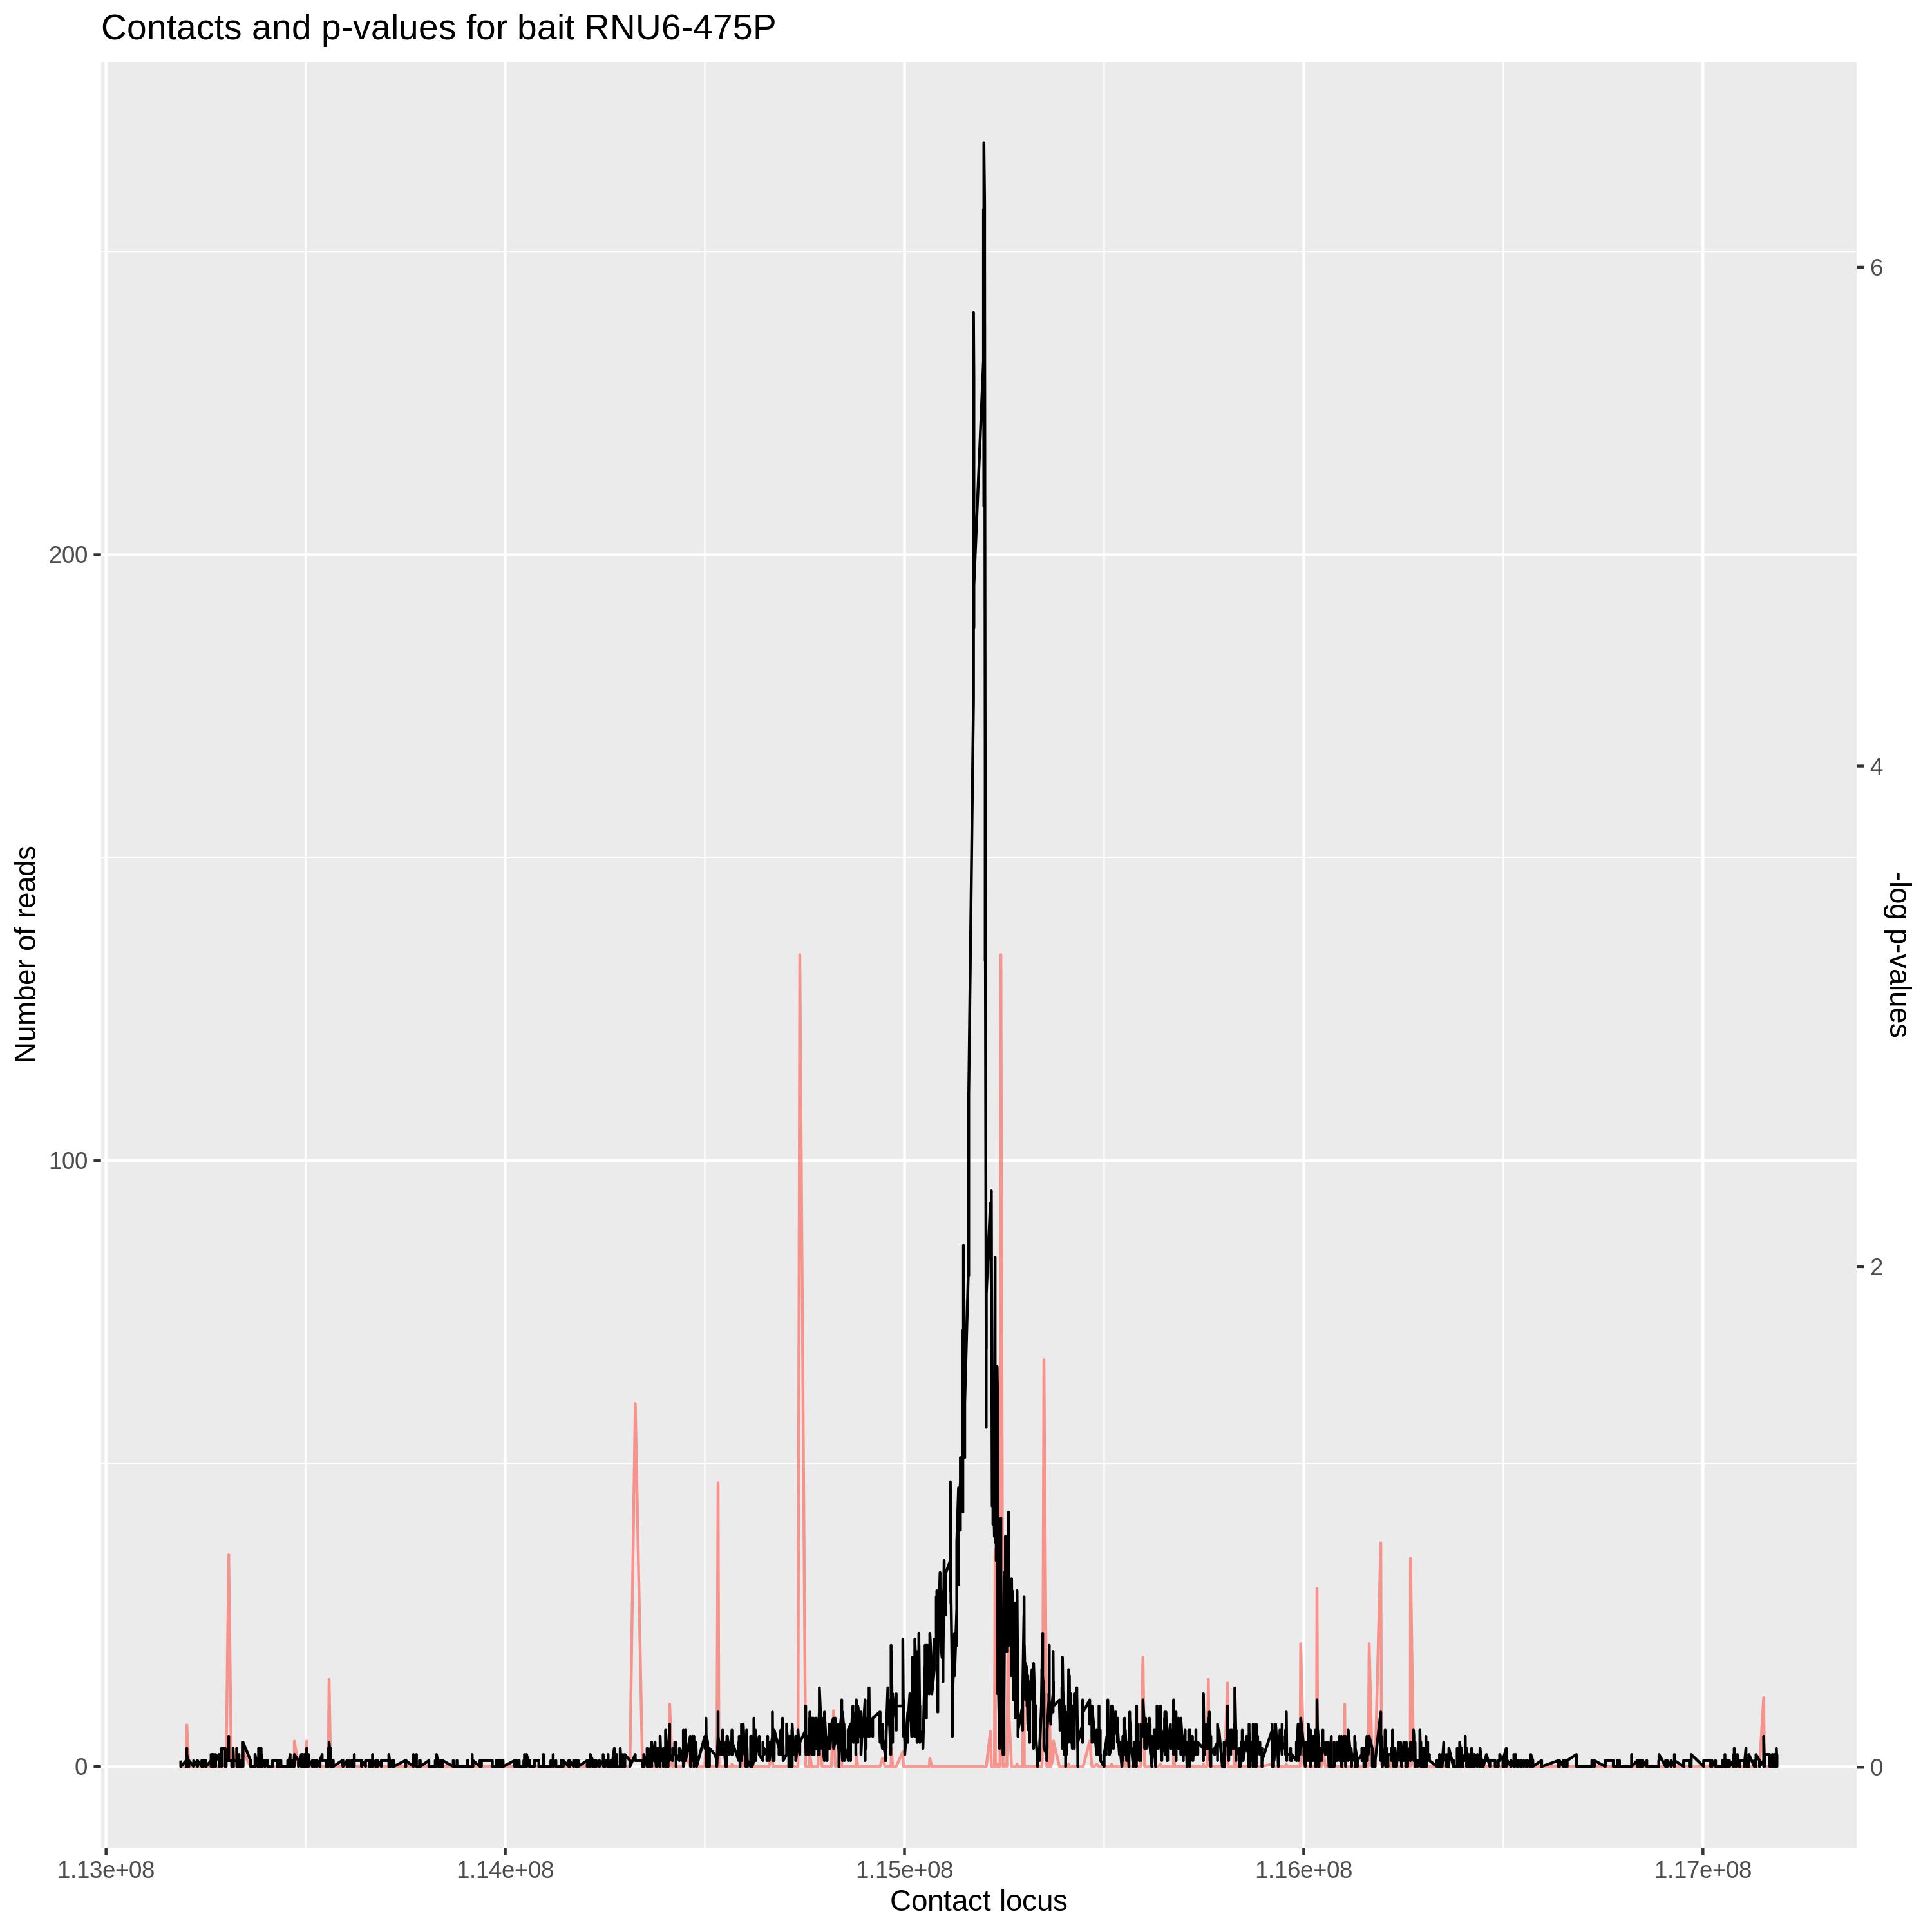 Contacts and p-values for bait RNU6-475P
Number of reads
200
100
0
6
4
2
0
-log p-values
1.13e+08 1.14e+08 1.15e+08 1.16e+08 1.17e+08
Contact locus